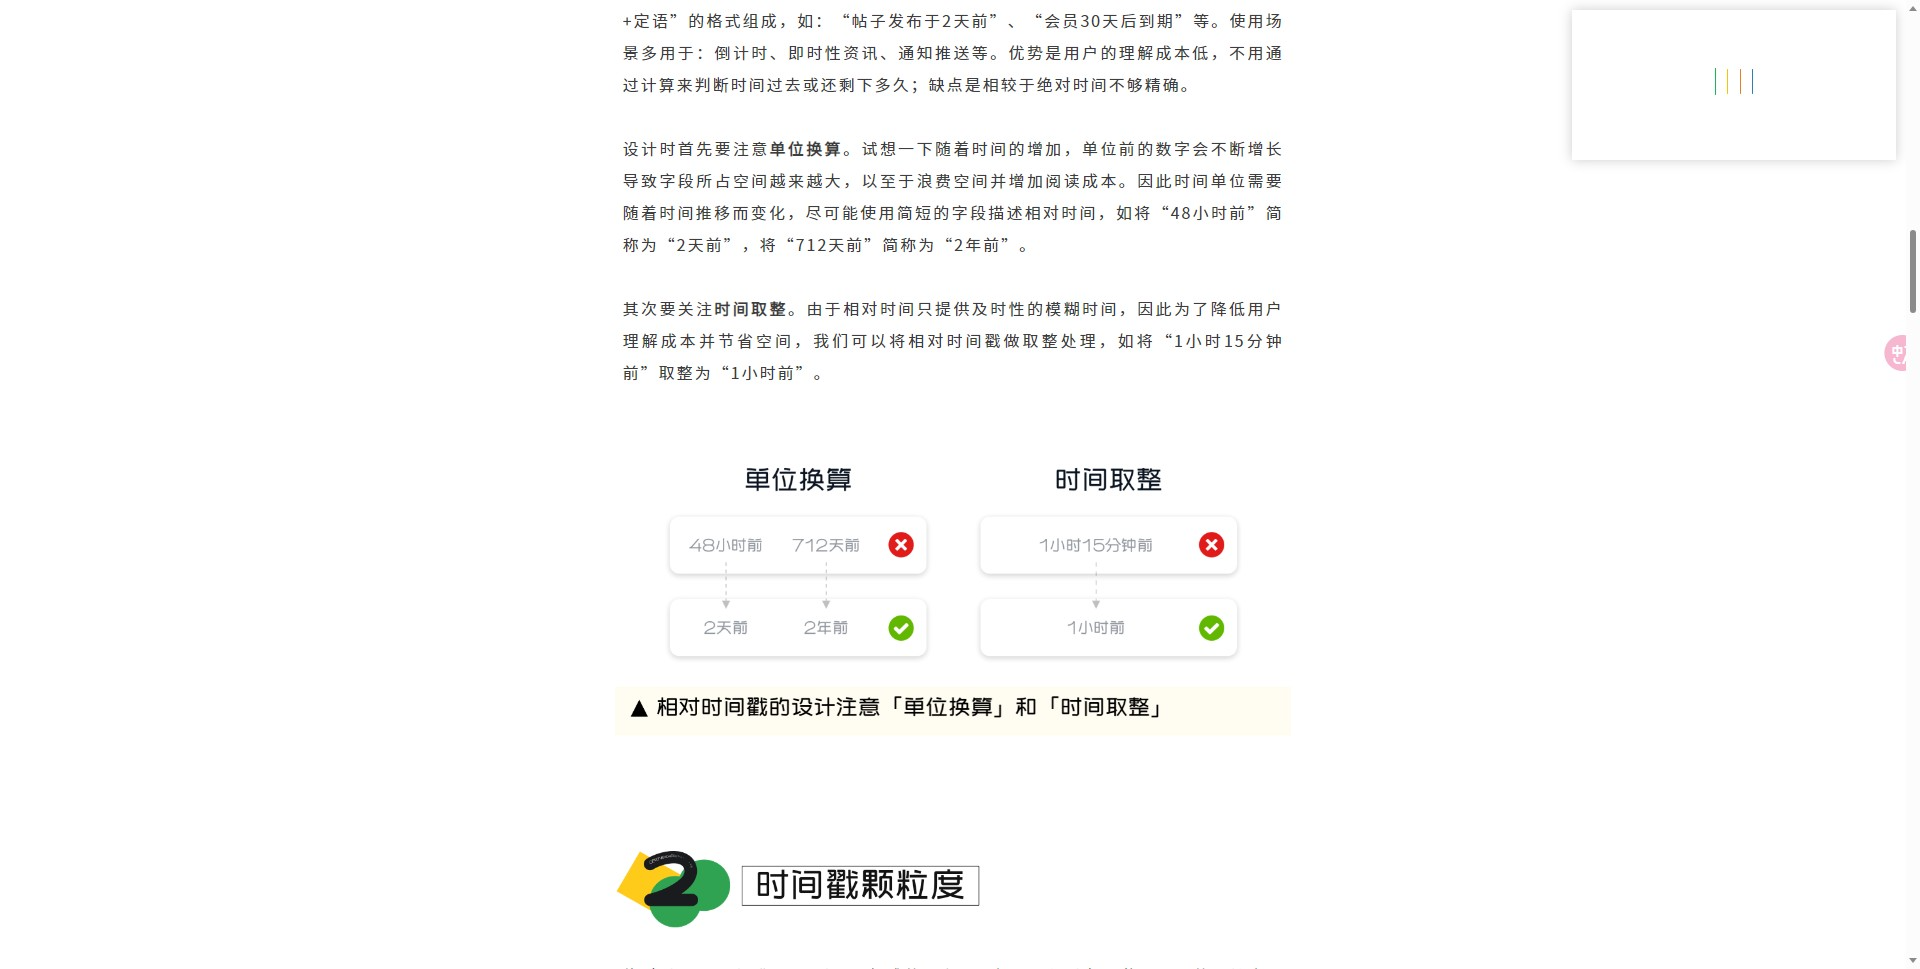 +定语”的格式组成，如：“帖子发布于2天前”、“会员30天后到期”等。使用场
景多用于：倒计时、即时性资讯、通知推送等。优势是用户的理解成本低，不用通
过计算来判断时间过去或还剩下多久；缺点是相较于绝对时间不够精确。
设计时首先要注意单位换算。试想一下随着时间的增加，单位前的数字会不断增长
导致字段所占空间越来越大，以至于浪费空间并增加阅读成本。因此时间单位需要
随着时间推移而变化，尽可能使用简短的字段描述相对时间，如将“48小时前”简
称为“2天前”，将“712天前”简称为“2年前”。
其次要关注时间取整。由于相对时间只提供及时性的模糊时间，因此为了降低用户
理解成本并节省空间，我们可以将相对时间戳做取整处理，如将“1小时15分钟
前”取整为“1小时前”。
单位换算
时间取整
48小时前 712天前
1小时15分钟前
2天前 2年前
1小时前
▲ 相对时间戳的设计注意「单位换算」和「时间取整」
2 时间戳颗粒度
中